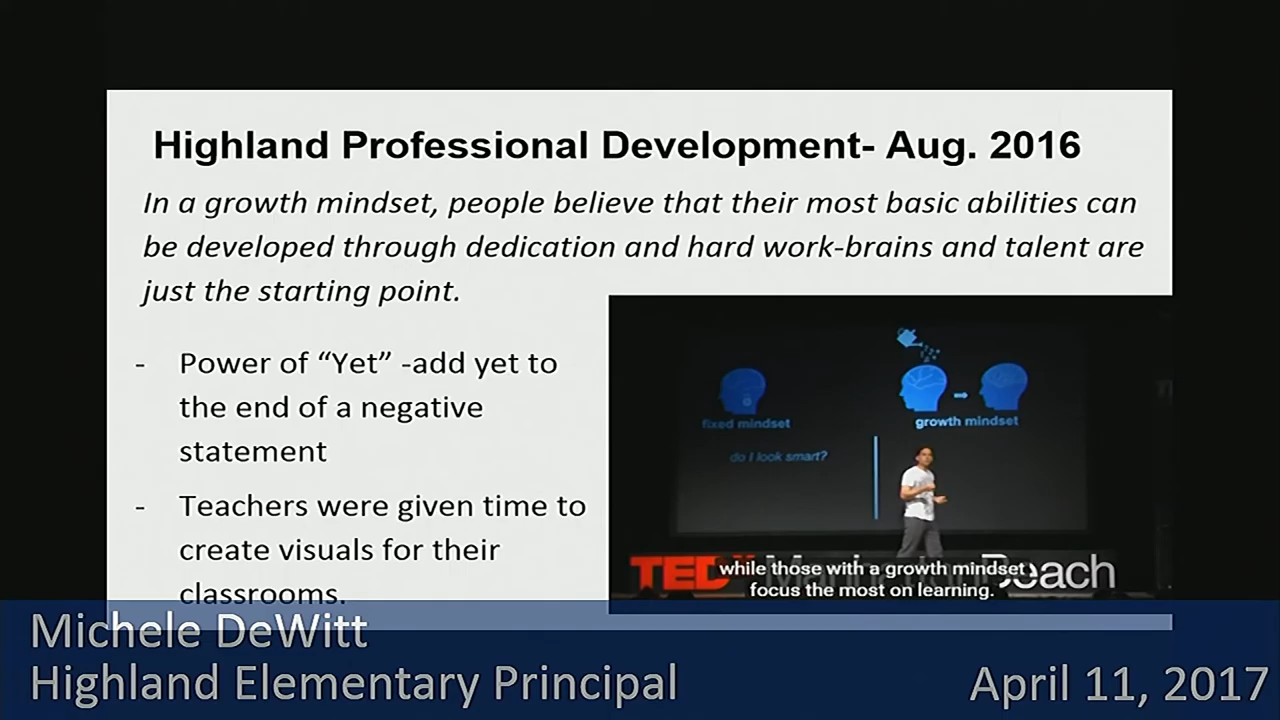 Highland Professional Development- Aug. 2016
In a growth mindset, people believe that their most basic abilities can
be developed through dedication and hard work-brains and talent are
just the starting point.
- Power of “Yet” -add yet to
the end of a negative
statement
- Teachers were given time to
create visuals for their
classrooms.
fixed mindset
growth mindset
do I look smart?
TEDx Manhattan Beach
while those with a growth mindset
focus the most on learning.
Michele DeWitt
Highland Elementary Principal
April 11, 2017